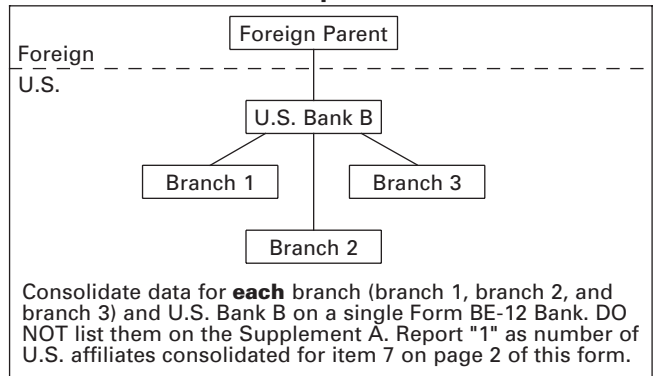 Foreign Parent
Foreign
U.S.
U.S. Bank B
Branch 1
Branch 3
Branch 2
Consolidate data for each branch (branch 1, branch 2, and
branch 3) and U.S. Bank B on a single Form BE-12 Bank. DO
NOT list them on the Supplement A. Report "1" as number of
U.S. affiliates consolidated for item 7 on page 2 of this form.